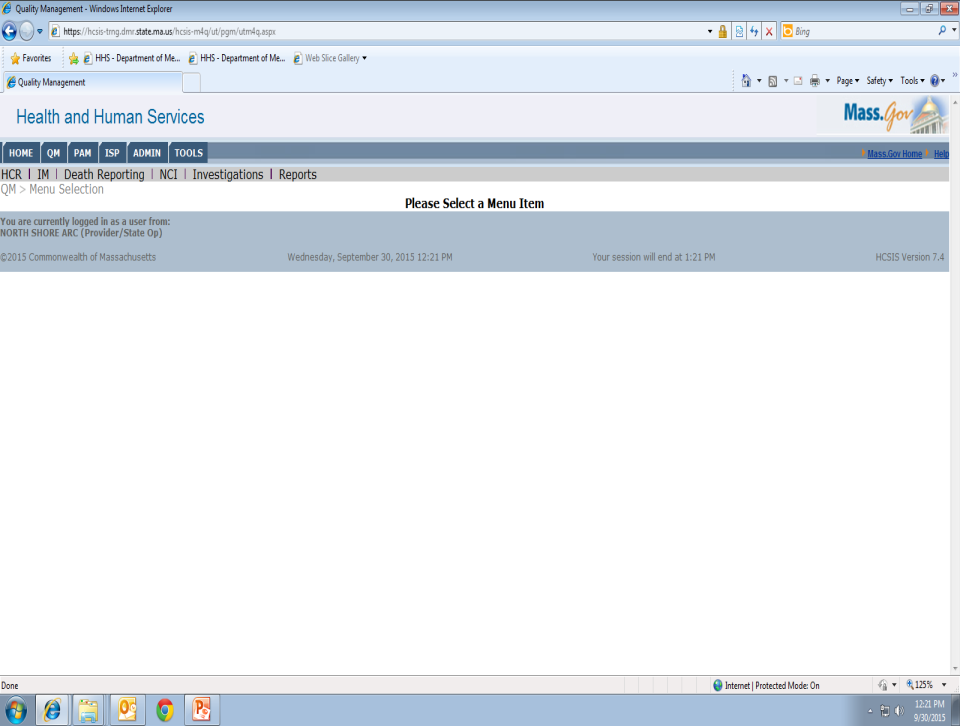 Quality Management - Windows Internet Explorer
https://hcsis-trng.dmr.state.ma.us/hcsis-m4q/ut/pgm/utm4q.aspx
Bing
Favorites HHS - Department of Me... HHS - Department of Me... Web Slice Gallery
Quality Management
Page Safety Tools
Health and Human Services
Mass.Gov
HOME QM PAM ISP ADMIN TOOLS
Mass.Gov Home Help
HCR | IM | Death Reporting | NCI | Investigations | Reports
QM > Menu Selection
Please Select a Menu Item
You are currently logged in as a user from:
NORTH SHORE ARC (Provider/State Op)
©2015 Commonwealth of Massachusetts Wednesday, September 30, 2015 12:21 PM Your session will end at 1:21 PM HCSIS Version 7.4
Done Internet | Protected Mode: On 125%
12:21 PM
9/30/2015